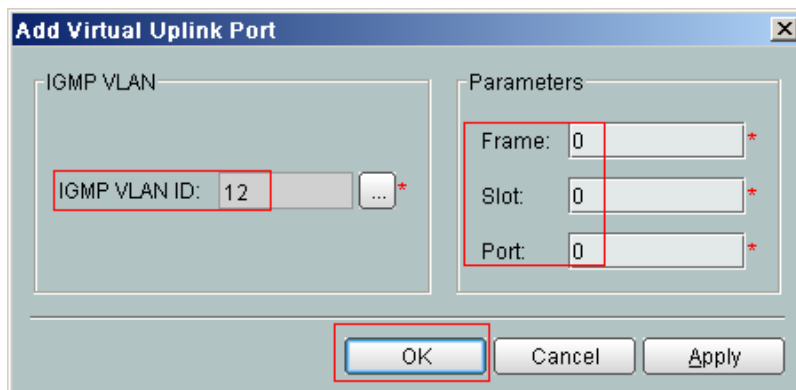 Add Virtual Uplink Port
IGMP VLAN
IGMP VLAN ID: 12 ... *
Parameters
Frame: 0 *
Slot: 0 *
Port: 0 *
OK Cancel Apply